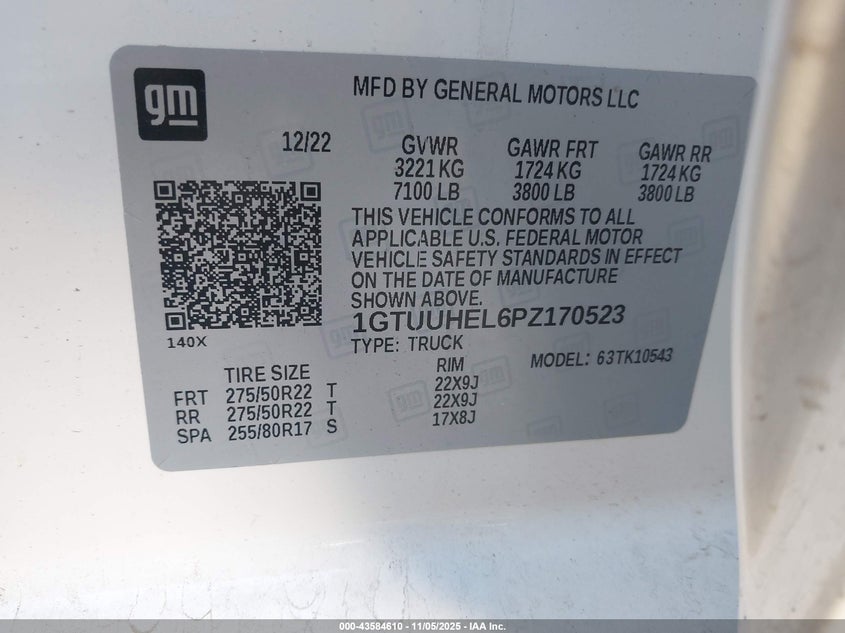 gm
MFD BY GENERAL MOTORS LLC
12/22
GVWR GAWR FRT GAWR RR
3221 KG 1724 KG 1724 KG
7100 LB 3800 LB 3800 LB
THIS VEHICLE CONFORMS TO ALL
APPLICABLE U.S. FEDERAL MOTOR
VEHICLE SAFETY STANDARDS IN EFFECT
ON THE DATE OF MANUFACTURE
SHOWN ABOVE.
140X
1GTUUHEL6PZ170523
TYPE: TRUCK
MODEL: 63TK10543
TIRE SIZE RIM
FRT 275/50R22 T 22X9J
RR 275/50R22 T 22X9J
SPA 255/80R17 S 17X8J
000-43584610 - 11/05/2025 - IAA Inc.